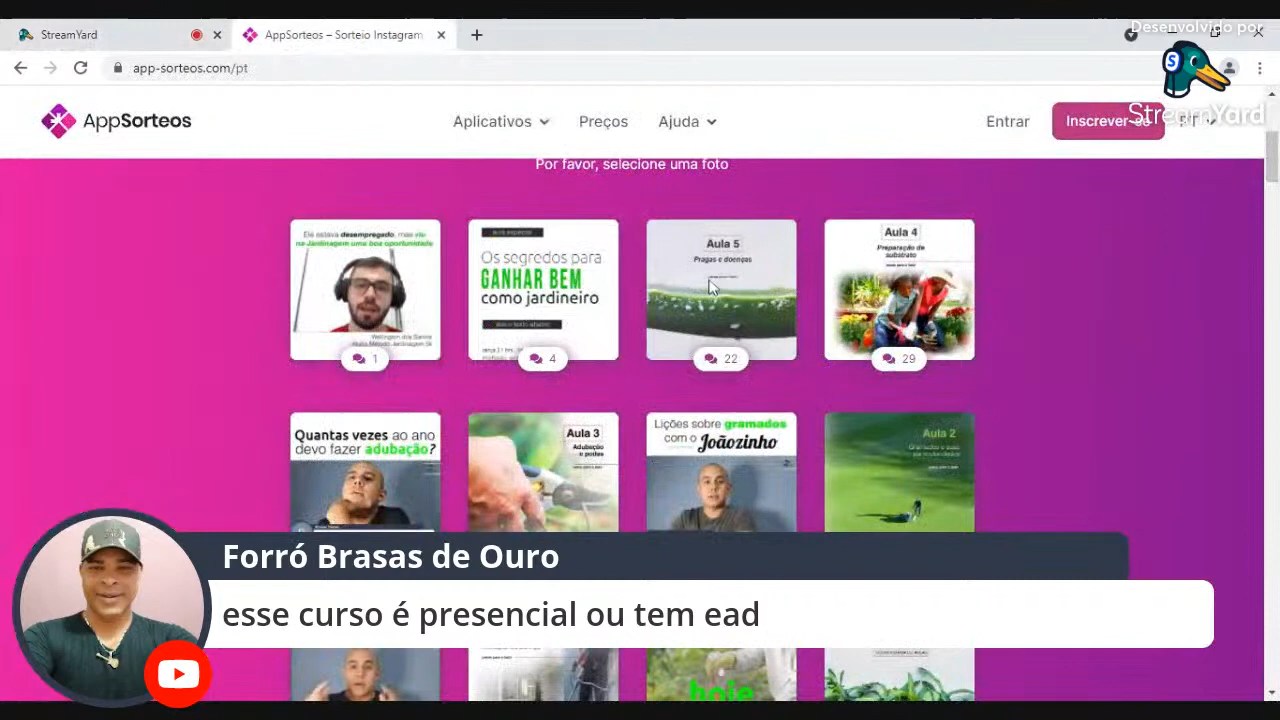 Desenvolvido por
StreamYard
AppSorteos – Sorteio Instagram
app-sorteos.com/pt
StreamYard
AppSorteos
Aplicativos
Preços
Ajuda
Entrar
Inscrever-se
Por favor, selecione uma foto
Ele estava desempregado, mas viu
na Jardinagem uma boa oportunidade
1
Os segredos para
GANHAR BEM
como jardineiro
4
Aula 5
Pragas e doenças
22
Aula 4
Preparação de
substrato
29
Quantas vezes ao ano
devo fazer adubação?
Aula 3
Adubação
e podas
Lições sobre gramados
com o Joãozinho
Aula 2
Forró Brasas de Ouro
esse curso é presencial ou tem ead
hoje